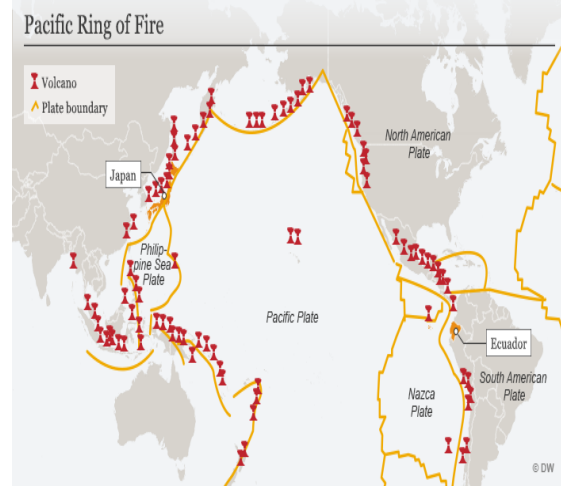 Pacific Ring of Fire
Volcano
Plate boundary
North American
Plate
Japan
Philip-
pine Sea
Plate
Pacific Plate
Ecuador
Nazca
Plate
South American
Plate
© DW